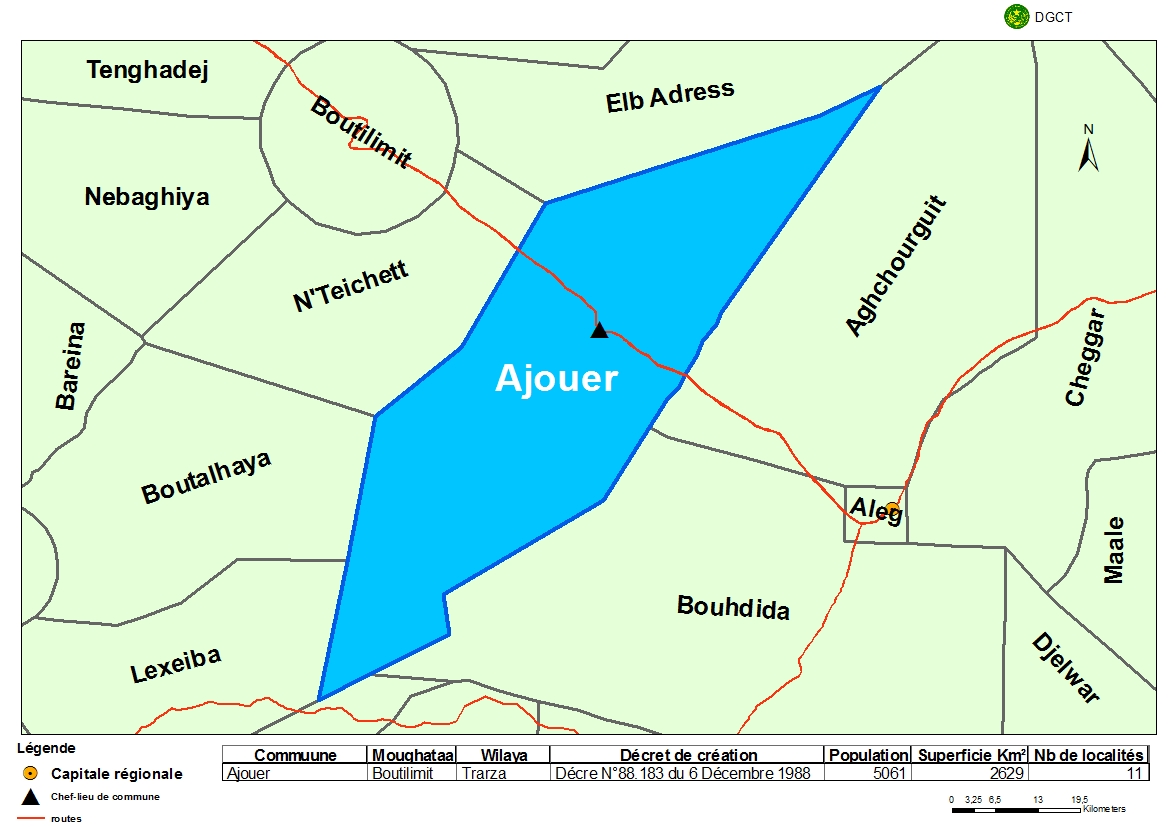 DGCT
Tenghadej
Elb Adress
Boutilimit
N
Nebaghiya
Aghchourguit
N'Teichett
Bareina
Cheggar
Ajouer
Boutalhaya
Aleg
Maale
Bouhdida
Lexeiba
Djelwar
Légende
Capitale régionale
Chef-lieu de commune
routes
Commuune Moughataa Wilaya Décret de création Population Superficie Km² Nb de localités
Ajouer Boutilimit Trarza Décre N°88.183 du 6 Décembre 1988 5061 2629 11
0 3,25 6,5 13 19,5
Kilometers